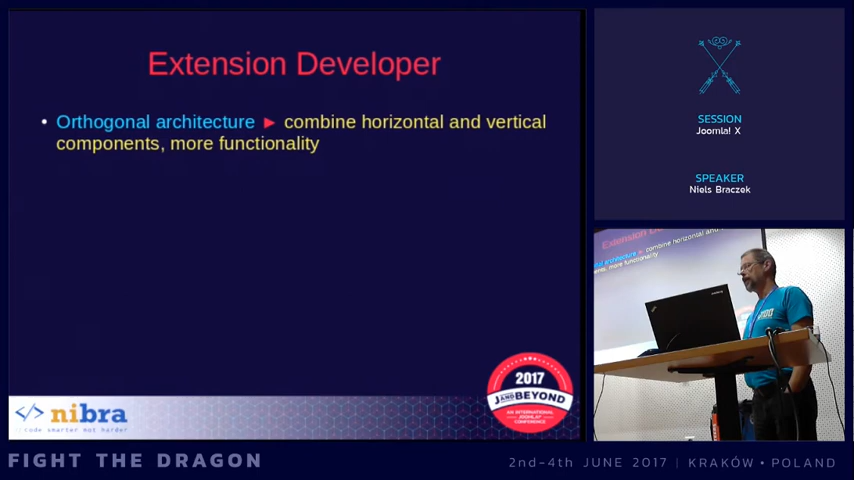 Extension Developer
• Orthogonal architecture ► combine horizontal and vertical
components, more functionality
</> nibra
code smarter not harder
2017
J AND BEYOND
AN INTERNATIONAL
JOOMLA!
CONFERENCE
SESSION
Joomla! X
SPEAKER
Niels Braczek
FIGHT THE DRAGON
2nd-4th JUNE 2017 | KRAKÓW • POLAND